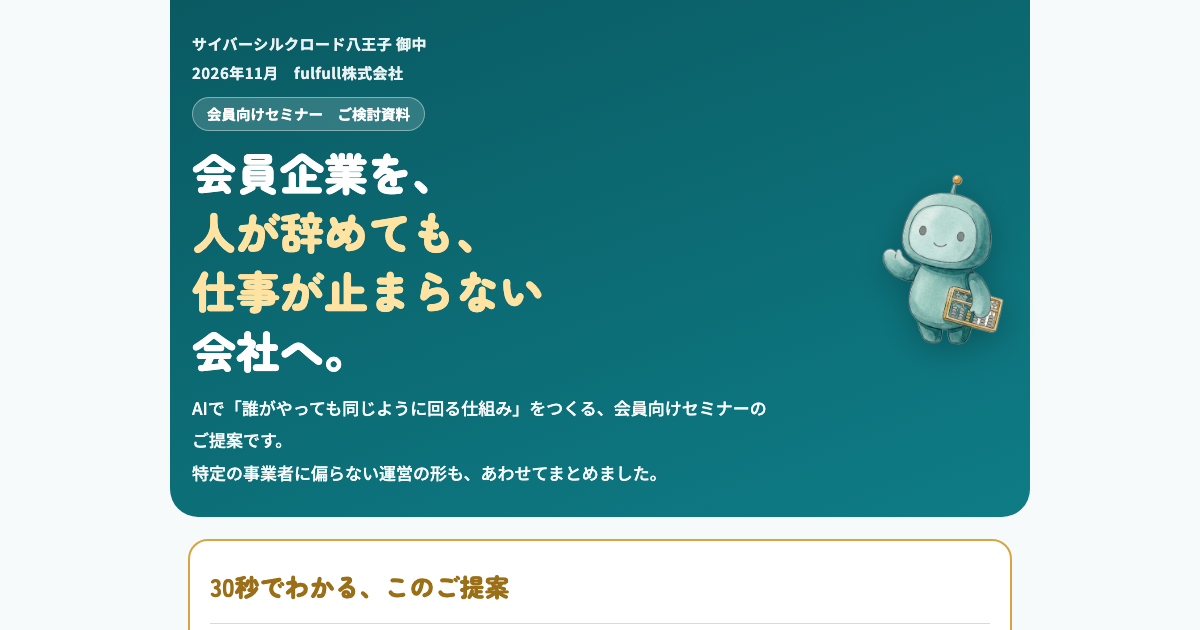 サイバーシルクロード八王子 御中
2026年11月　fulfull株式会社
会員向けセミナー　ご検討資料
会員企業を、
人が辞めても、
仕事が止まらない
会社へ。
AIで「誰がやっても同じように回る仕組み」をつくる、会員向けセミナーの
ご提案です。
特定の事業者に偏らない運営の形も、あわせてまとめました。
30秒でわかる、このご提案